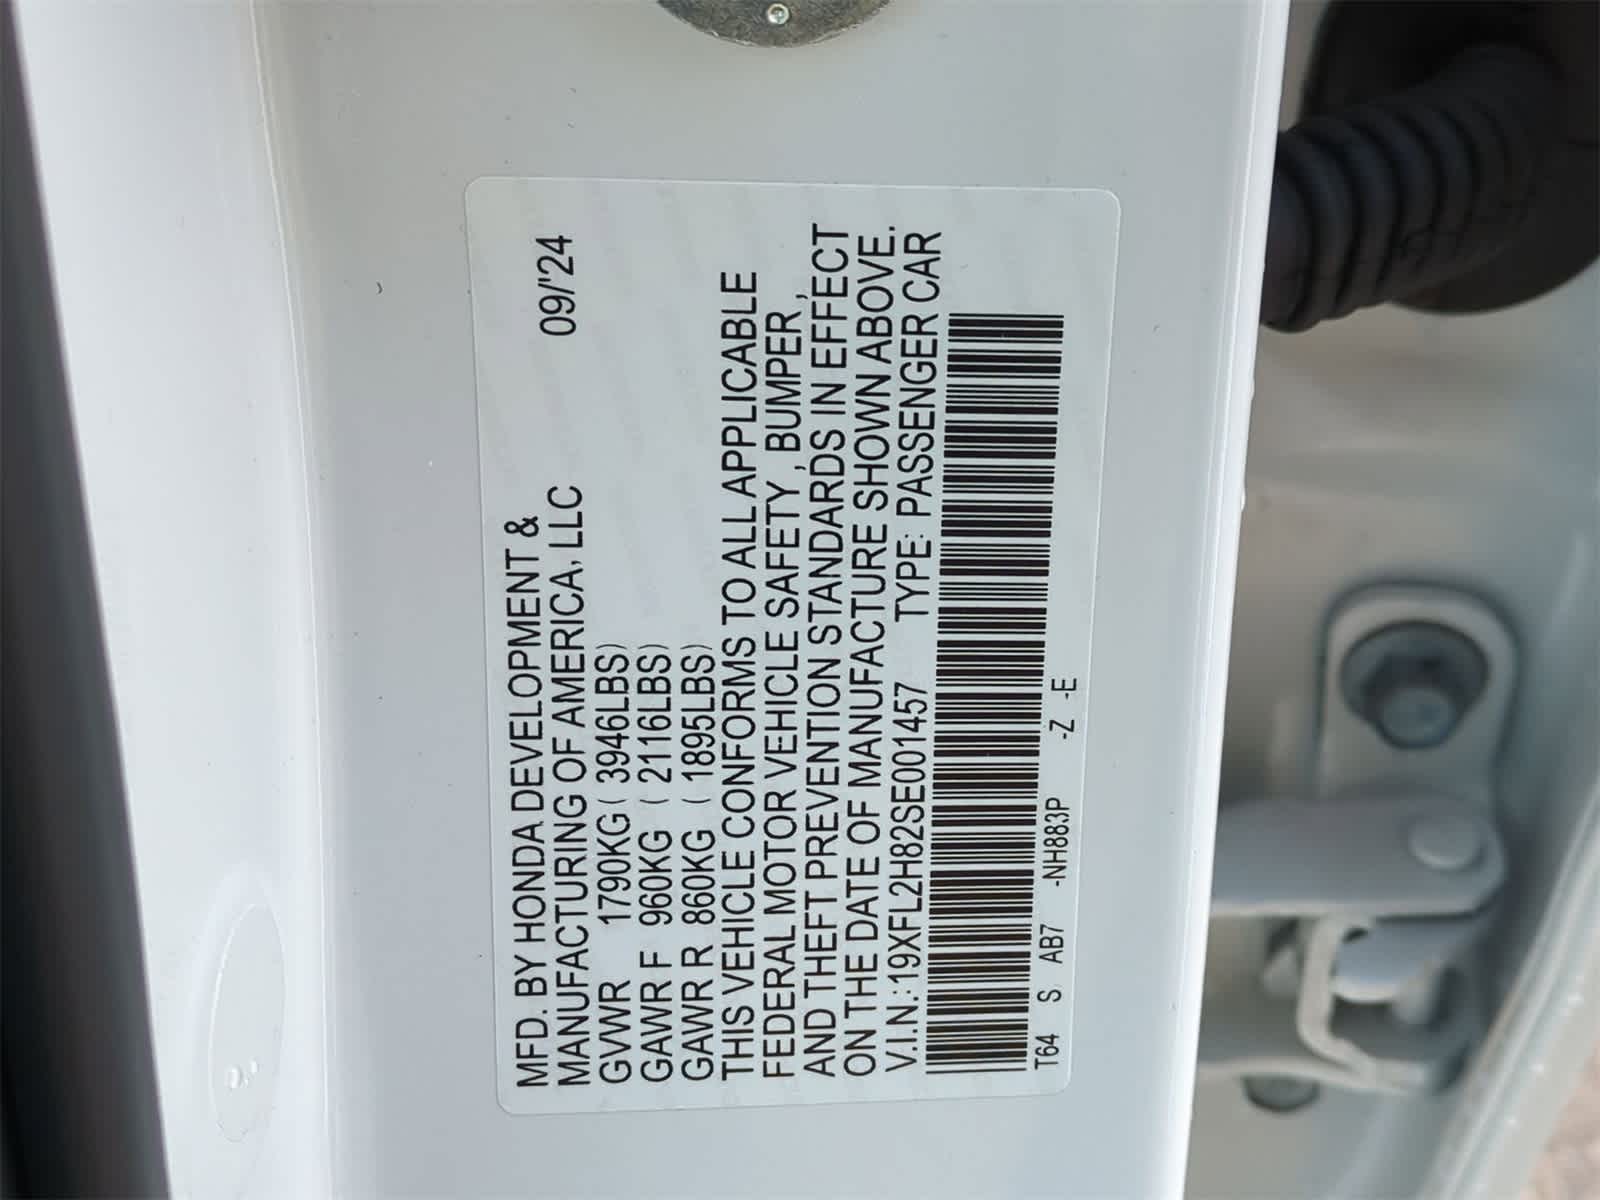 MFD. BY HONDA DEVELOPMENT &
MANUFACTURING OF AMERICA, LLC 09/'24
GVWR 1790KG ( 3946LBS)
GAWR F 960KG ( 2116LBS)
GAWR R 860KG ( 1895LBS)
THIS VEHICLE CONFORMS TO ALL APPLICABLE
FEDERAL MOTOR VEHICLE SAFETY , BUMPER ,
AND THEFT PREVENTION STANDARDS IN EFFECT
ON THE DATE OF MANUFACTURE SHOWN ABOVE.
V.I.N.:19XFL2H82SE001457 TYPE: PASSENGER CAR
T64 S AB7 -NH883P -Z -E